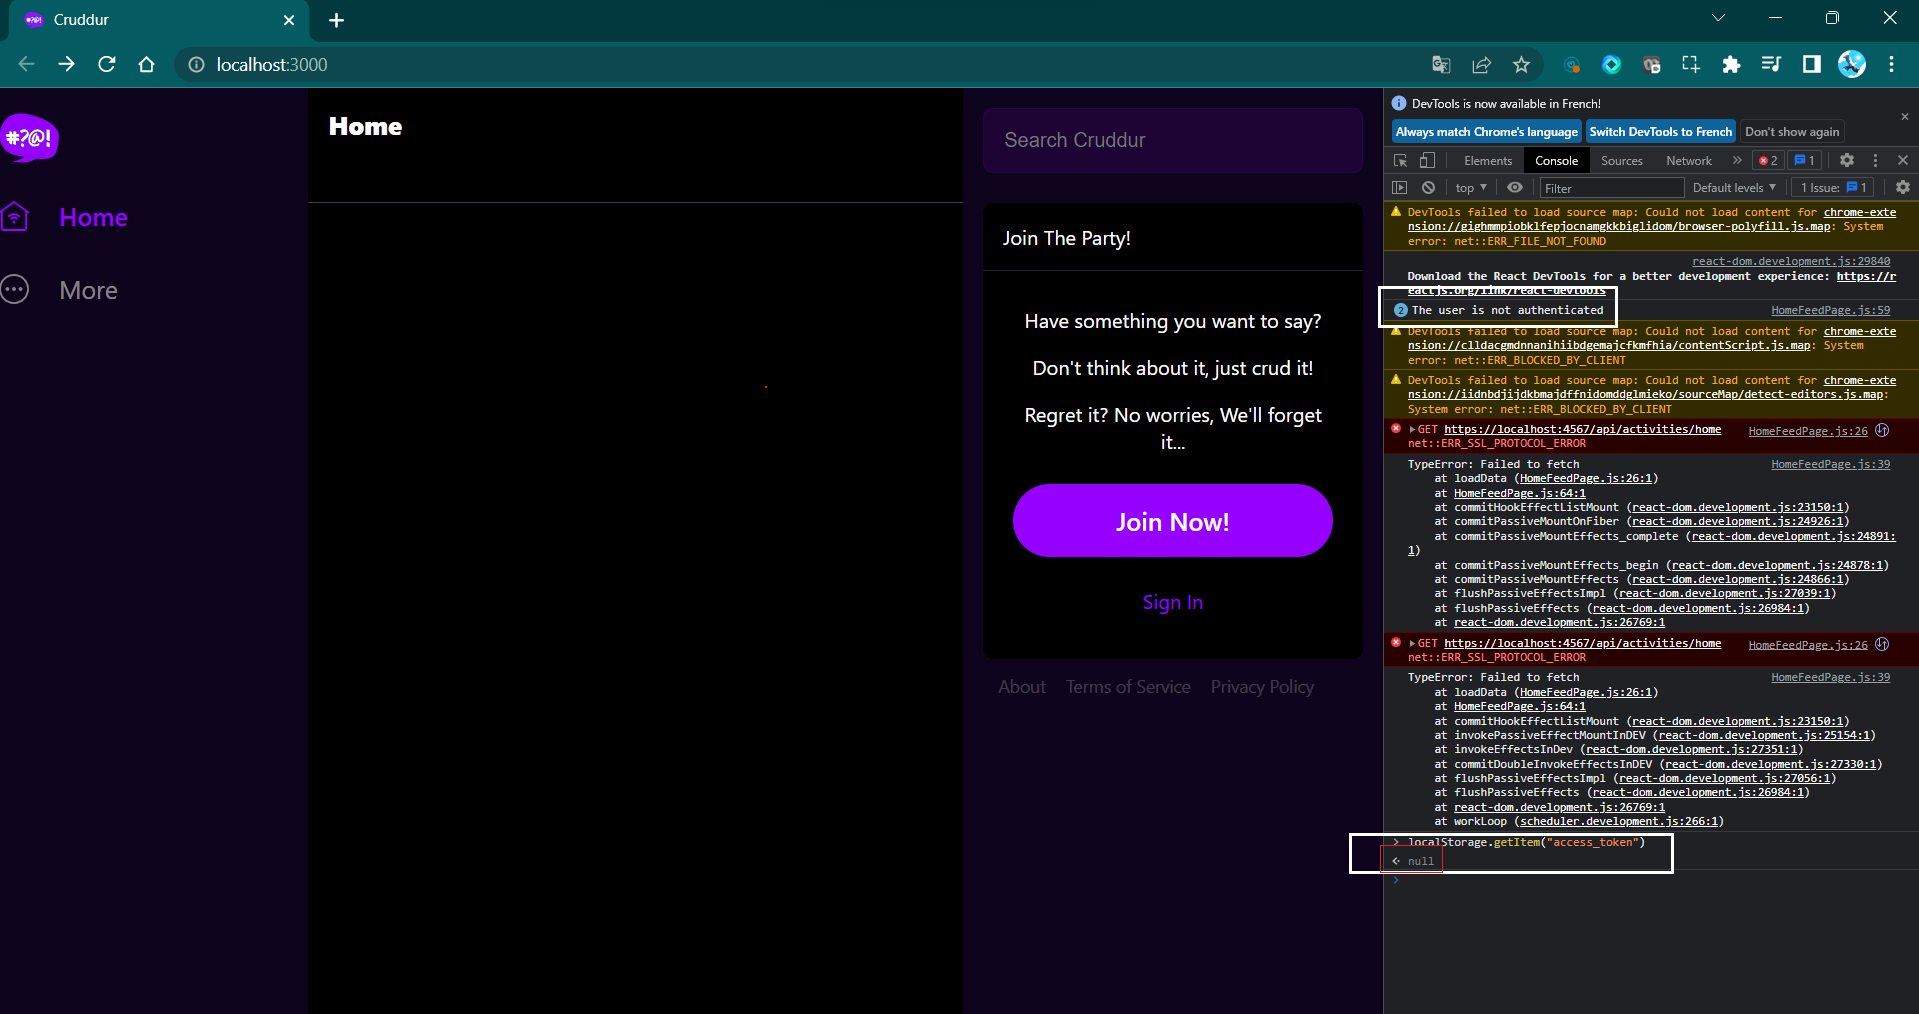 Cruddur
localhost:3000
#?@!
Home
More
Home
Search Cruddur
Join The Party!
Have something you want to say?
Don't think about it, just crud it!
Regret it? No worries, We'll forget
it...
Join Now!
Sign In
About Terms of Service Privacy Policy
DevTools is now available in French!
Always match Chrome's language Switch DevTools to French Don't show again
Elements Console Sources Network » 2 1
top ▼ Filter Default levels ▼ 1 Issue: 1
DevTools failed to load source map: Could not load content for chrome-exte
nsion://gighmmpiobklfepjocnamgkkbiglidom/browser-polyfill.js.map: System
error: net::ERR_FILE_NOT_FOUND
react-dom.development.js:29840
Download the React DevTools for a better development experience: https://r
eactjs.org/link/react-devtools
2 The user is not authenticated HomeFeedPage.js:59
DevTools failed to load source map: Could not load content for chrome-exte
nsion://clldacgmdnnanihiibdgemajcfkmfhia/contentScript.js.map: System
error: net::ERR_BLOCKED_BY_CLIENT
DevTools failed to load source map: Could not load content for chrome-exte
nsion://iidnbdjijdkbmajdffnidomddglmieko/sourceMap/detect-editors.js.map:
System error: net::ERR_BLOCKED_BY_CLIENT
GET https://localhost:4567/api/activities/home HomeFeedPage.js:26
net::ERR_SSL_PROTOCOL_ERROR
TypeError: Failed to fetch HomeFeedPage.js:39
at loadData (HomeFeedPage.js:26:1)
at HomeFeedPage.js:64:1
at commitHookEffectListMount (react-dom.development.js:23150:1)
at commitPassiveMountOnFiber (react-dom.development.js:24926:1)
at commitPassiveMountEffects_complete (react-dom.development.js:24891:
1)
at commitPassiveMountEffects_begin (react-dom.development.js:24878:1)
at commitPassiveMountEffects (react-dom.development.js:24866:1)
at flushPassiveEffectsImpl (react-dom.development.js:27039:1)
at flushPassiveEffects (react-dom.development.js:26984:1)
at react-dom.development.js:26769:1
GET https://localhost:4567/api/activities/home HomeFeedPage.js:26
net::ERR_SSL_PROTOCOL_ERROR
TypeError: Failed to fetch HomeFeedPage.js:39
at loadData (HomeFeedPage.js:26:1)
at HomeFeedPage.js:64:1
at commitHookEffectListMount (react-dom.development.js:23150:1)
at invokePassiveEffectMountInDEV (react-dom.development.js:25154:1)
at invokeEffectsInDev (react-dom.development.js:27351:1)
at commitDoubleInvokeEffectsInDEV (react-dom.development.js:27330:1)
at flushPassiveEffectsImpl (react-dom.development.js:27056:1)
at flushPassiveEffects (react-dom.development.js:26984:1)
at react-dom.development.js:26769:1
at workLoop (scheduler.development.js:266:1)
localStorage.getItem("access_token")
null